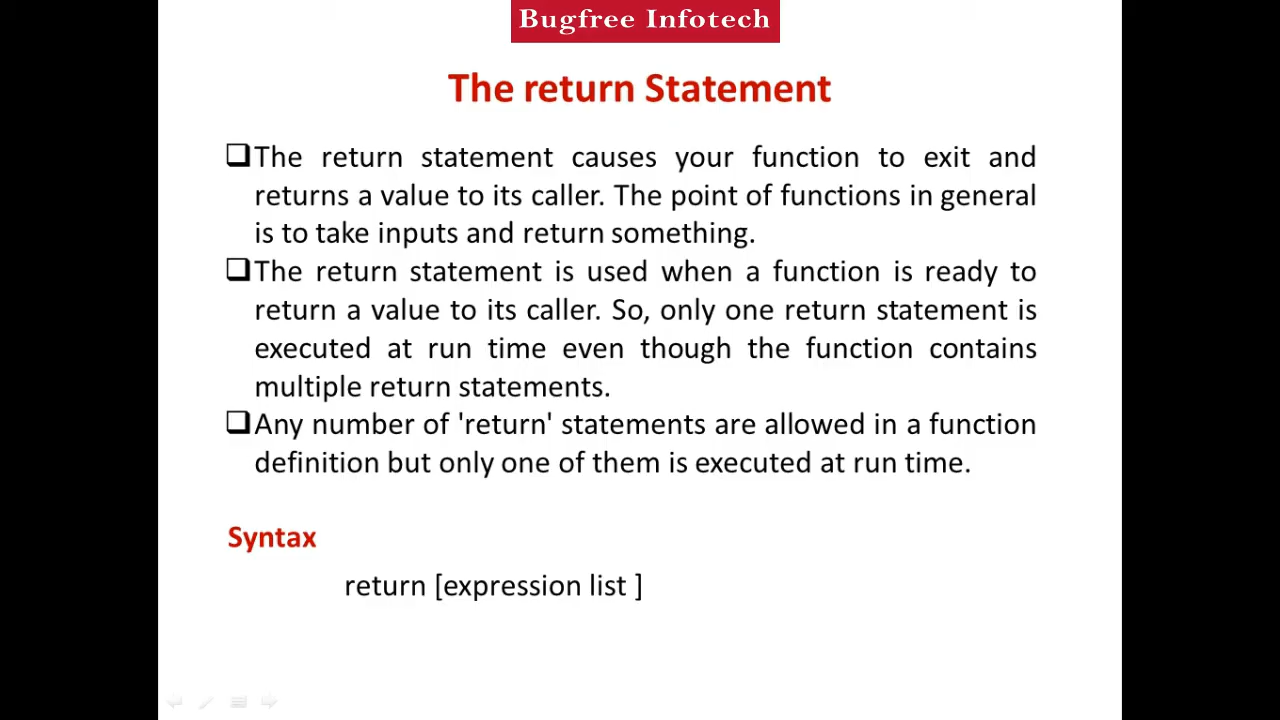 Bugfree Infotech
The return Statement
❑The return statement causes your function to exit and
returns a value to its caller. The point of functions in general
is to take inputs and return something.
❑The return statement is used when a function is ready to
return a value to its caller. So, only one return statement is
executed at run time even though the function contains
multiple return statements.
❑Any number of 'return' statements are allowed in a function
definition but only one of them is executed at run time.
Syntax
return [expression list ]